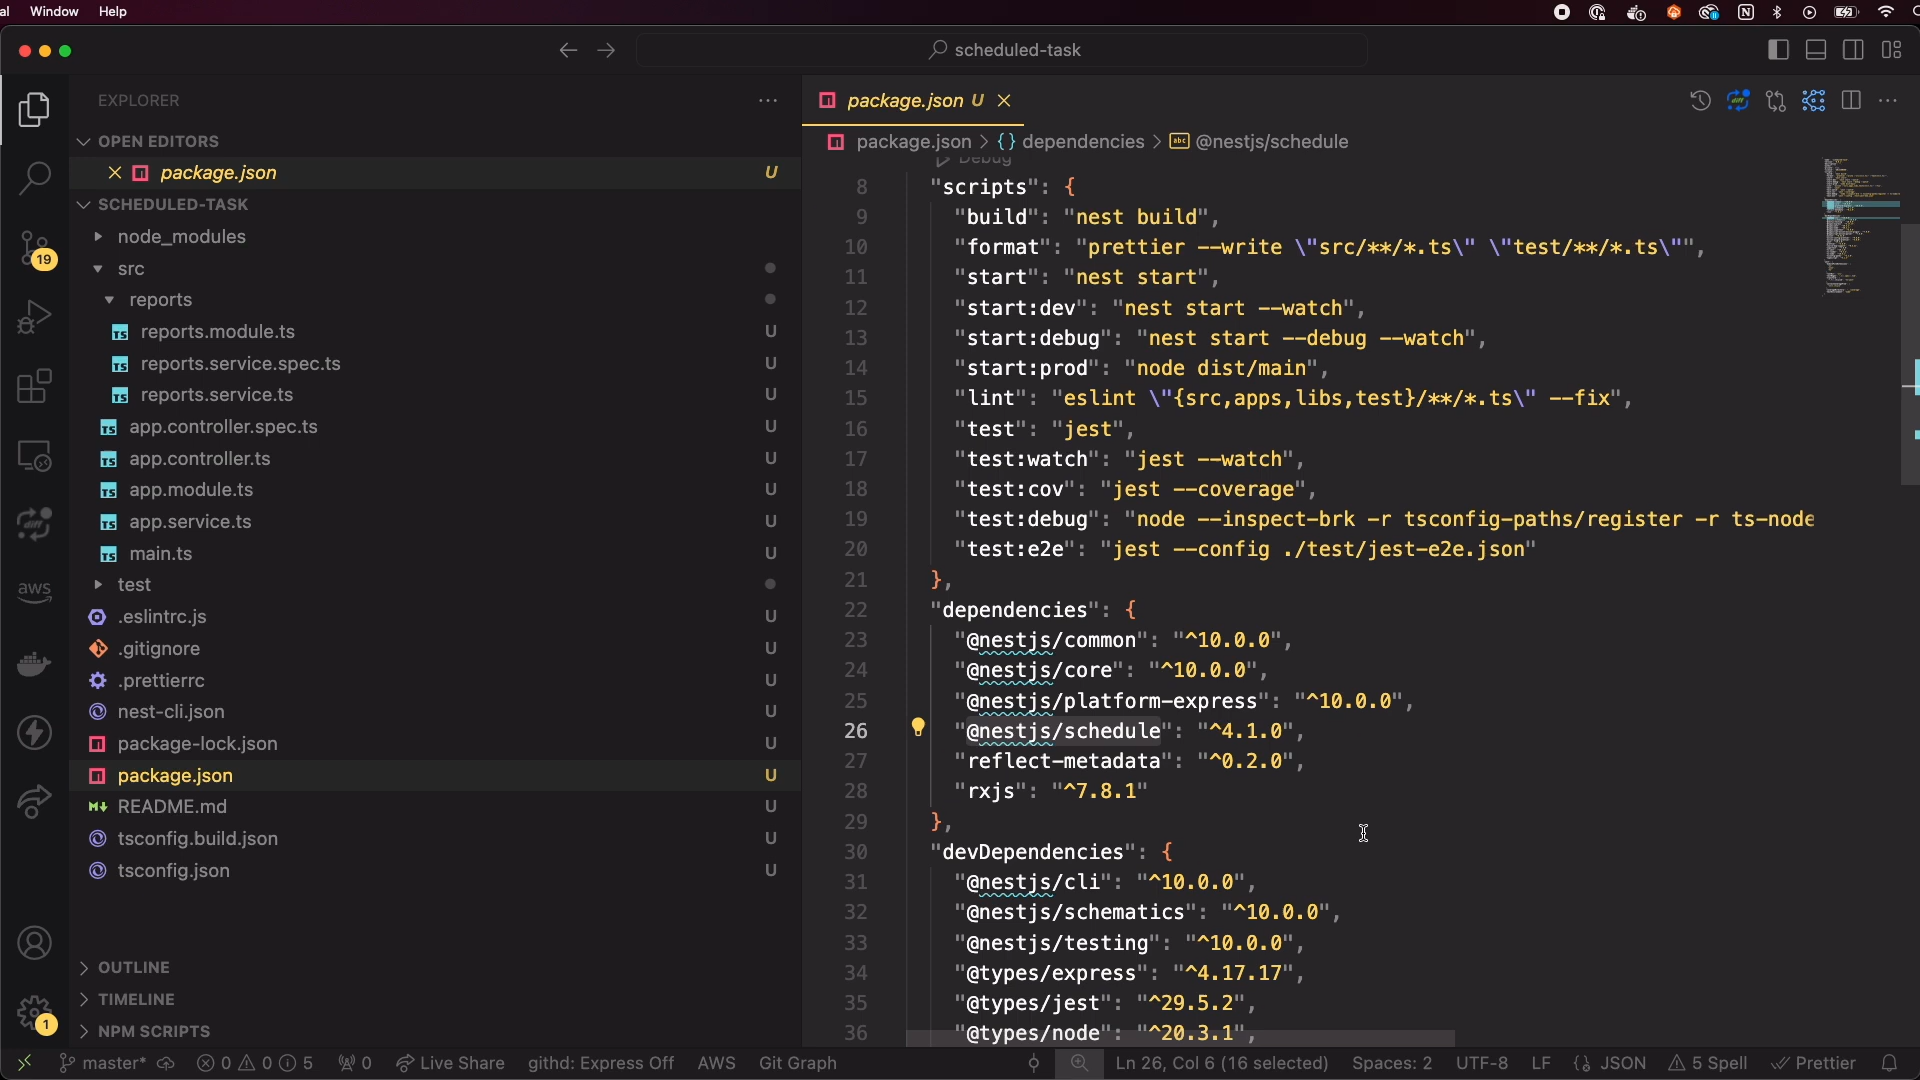 al Window Help
scheduled-task
EXPLORER
OPEN EDITORS
package.json U
SCHEDULED-TASK
node_modules
src
reports
reports.module.ts U
reports.service.spec.ts U
reports.service.ts U
app.controller.spec.ts U
app.controller.ts U
app.module.ts U
app.service.ts U
main.ts U
test
.eslintrc.js U
.gitignore U
.prettierrc U
nest-cli.json U
package-lock.json U
package.json U
README.md U
tsconfig.build.json U
tsconfig.json U
OUTLINE
TIMELINE
NPM SCRIPTS
19
aws
1
package.json U
package.json > {} dependencies > abc @nestjs/schedule
Debug
8 "scripts": {
9 "build": "nest build",
10 "format": "prettier --write \"src/**/*.ts\" \"test/**/*.ts\"",
11 "start": "nest start",
12 "start:dev": "nest start --watch",
13 "start:debug": "nest start --debug --watch",
14 "start:prod": "node dist/main",
15 "lint": "eslint \"{src,apps,libs,test}/**/*.ts\" --fix",
16 "test": "jest",
17 "test:watch": "jest --watch",
18 "test:cov": "jest --coverage",
19 "test:debug": "node --inspect-brk -r tsconfig-paths/register -r ts-node
20 "test:e2e": "jest --config ./test/jest-e2e.json"
21 },
22 "dependencies": {
23 "@nestjs/common": "^10.0.0",
24 "@nestjs/core": "^10.0.0",
25 "@nestjs/platform-express": "^10.0.0",
26 "@nestjs/schedule": "^4.1.0",
27 "reflect-metadata": "^0.2.0",
28 "rxjs": "^7.8.1"
29 },
30 "devDependencies": {
31 "@nestjs/cli": "^10.0.0",
32 "@nestjs/schematics": "^10.0.0",
33 "@nestjs/testing": "^10.0.0",
34 "@types/express": "^4.17.17",
35 "@types/jest": "^29.5.2",
36 "@types/node": "^20.3.1",
master* 0 0 5 0 Live Share githd: Express Off AWS Git Graph Ln 26, Col 6 (16 selected) Spaces: 2 UTF-8 LF {} JSON 5 Spell Prettier